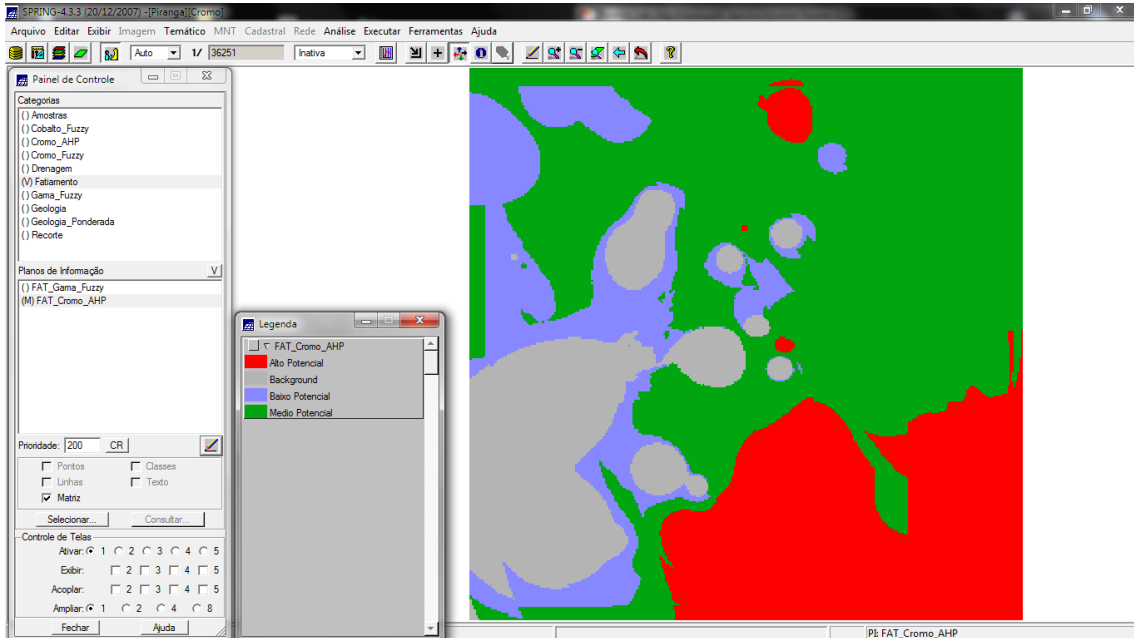 SPRING-4.3.3 (20/12/2007) -[Piranga][Cromo]
Arquivo Editar Exibir Imagem Temático MNT Cadastral Rede Análise Executar Ferramentas Ajuda
Auto 1/ 36251 Inativa
Painel de Controle
Categorias
() Amostras
() Cobalto_Fuzzy
() Cromo_AHP
() Cromo_Fuzzy
() Drenagem
(V) Fatiamento
() Gama_Fuzzy
() Geologia
() Geologia_Ponderada
() Recorte
Planos de Informação V
() FAT_Gama_Fuzzy
(M) FAT_Cromo_AHP
Prioridade: 200 CR
Pontos Classes
Linhas Texto
Matriz
Selecionar... Consultar...
Controle de Telas
Ativar: 1 2 3 4 5
Exibir: 2 3 4 5
Acoplar: 2 3 4 5
Ampliar: 1 2 4 8
Fechar Ajuda
Legenda
FAT_Cromo_AHP
Alto Potencial
Background
Baixo Potencial
Medio Potencial
PI: FAT_Cromo_AHP